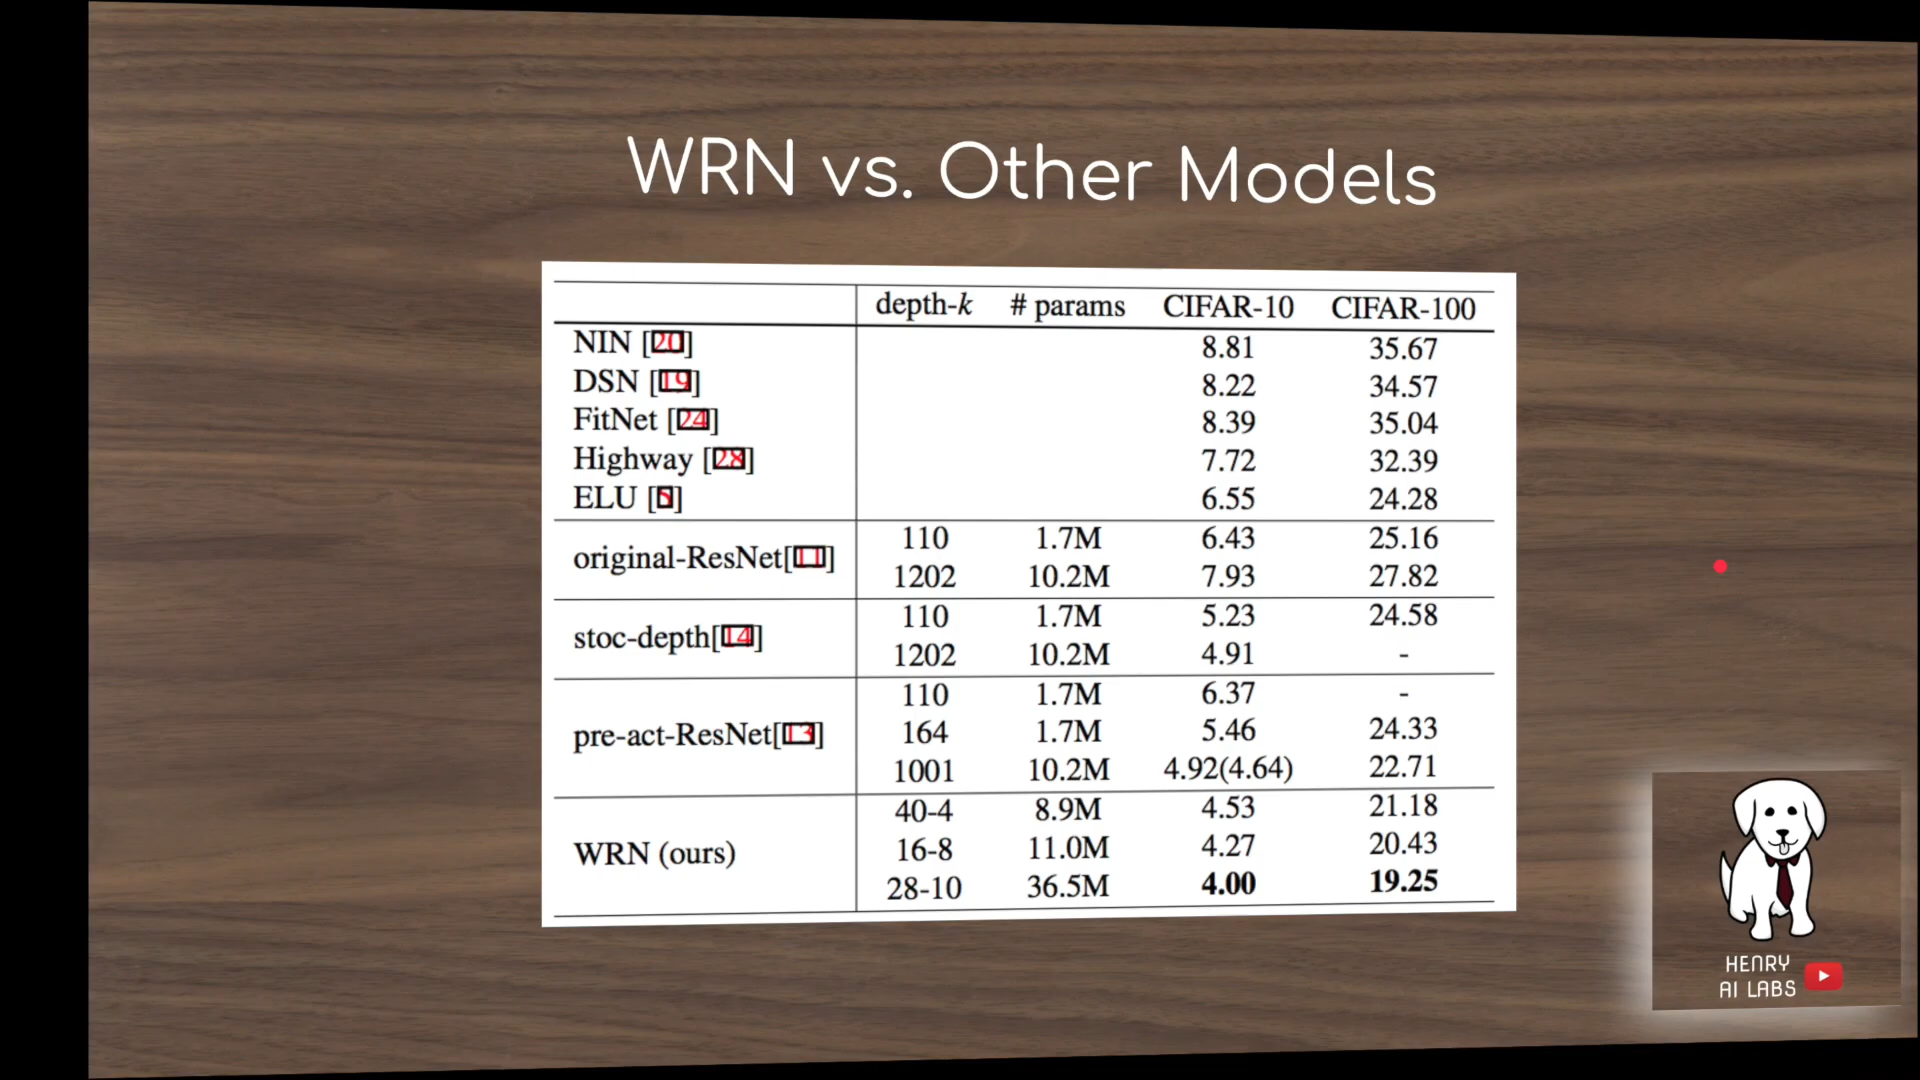 WRN vs. Other Models
depth-k # params CIFAR-10 CIFAR-100
NIN [20] 8.81 35.67
DSN [19] 8.22 34.57
FitNet [24] 8.39 35.04
Highway [28] 7.72 32.39
ELU [5] 6.55 24.28
original-ResNet[11] 110 1.7M 6.43 25.16
1202 10.2M 7.93 27.82
stoc-depth[14] 110 1.7M 5.23 24.58
1202 10.2M 4.91 -
pre-act-ResNet[13] 110 1.7M 6.37 -
164 1.7M 5.46 24.33
1001 10.2M 4.92(4.64) 22.71
WRN (ours) 40-4 8.9M 4.53 21.18
16-8 11.0M 4.27 20.43
28-10 36.5M 4.00 19.25
HENRY
AI LABS